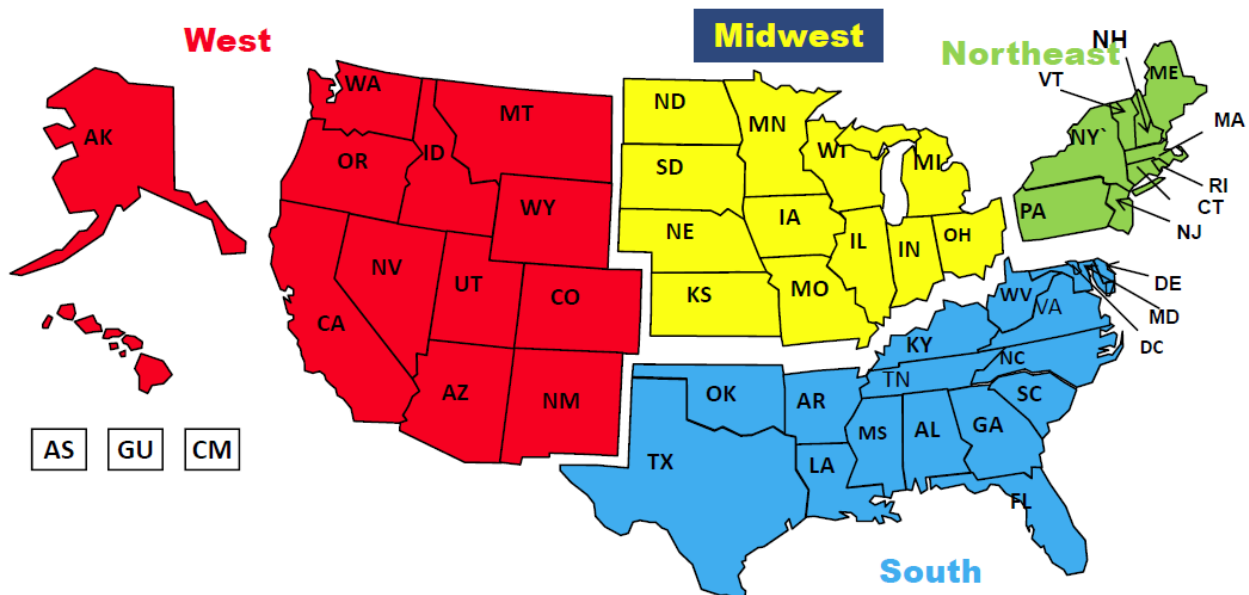 West
Midwest
Northeast
NH
VT
ME
WA
MT
ND
MN
AK
OR
ID
SD
WI
MI
NY`
MA
RI
CT
WY
NE
IA
PA
NJ
NV
UT
CO
KS
MO
IL
IN
OH
CA
DE
MD
DC
WV
VA
KY
NC
TN
AZ
NM
OK
AR
SC
MS
AL
GA
AS
GU
CM
TX
LA
FL
South